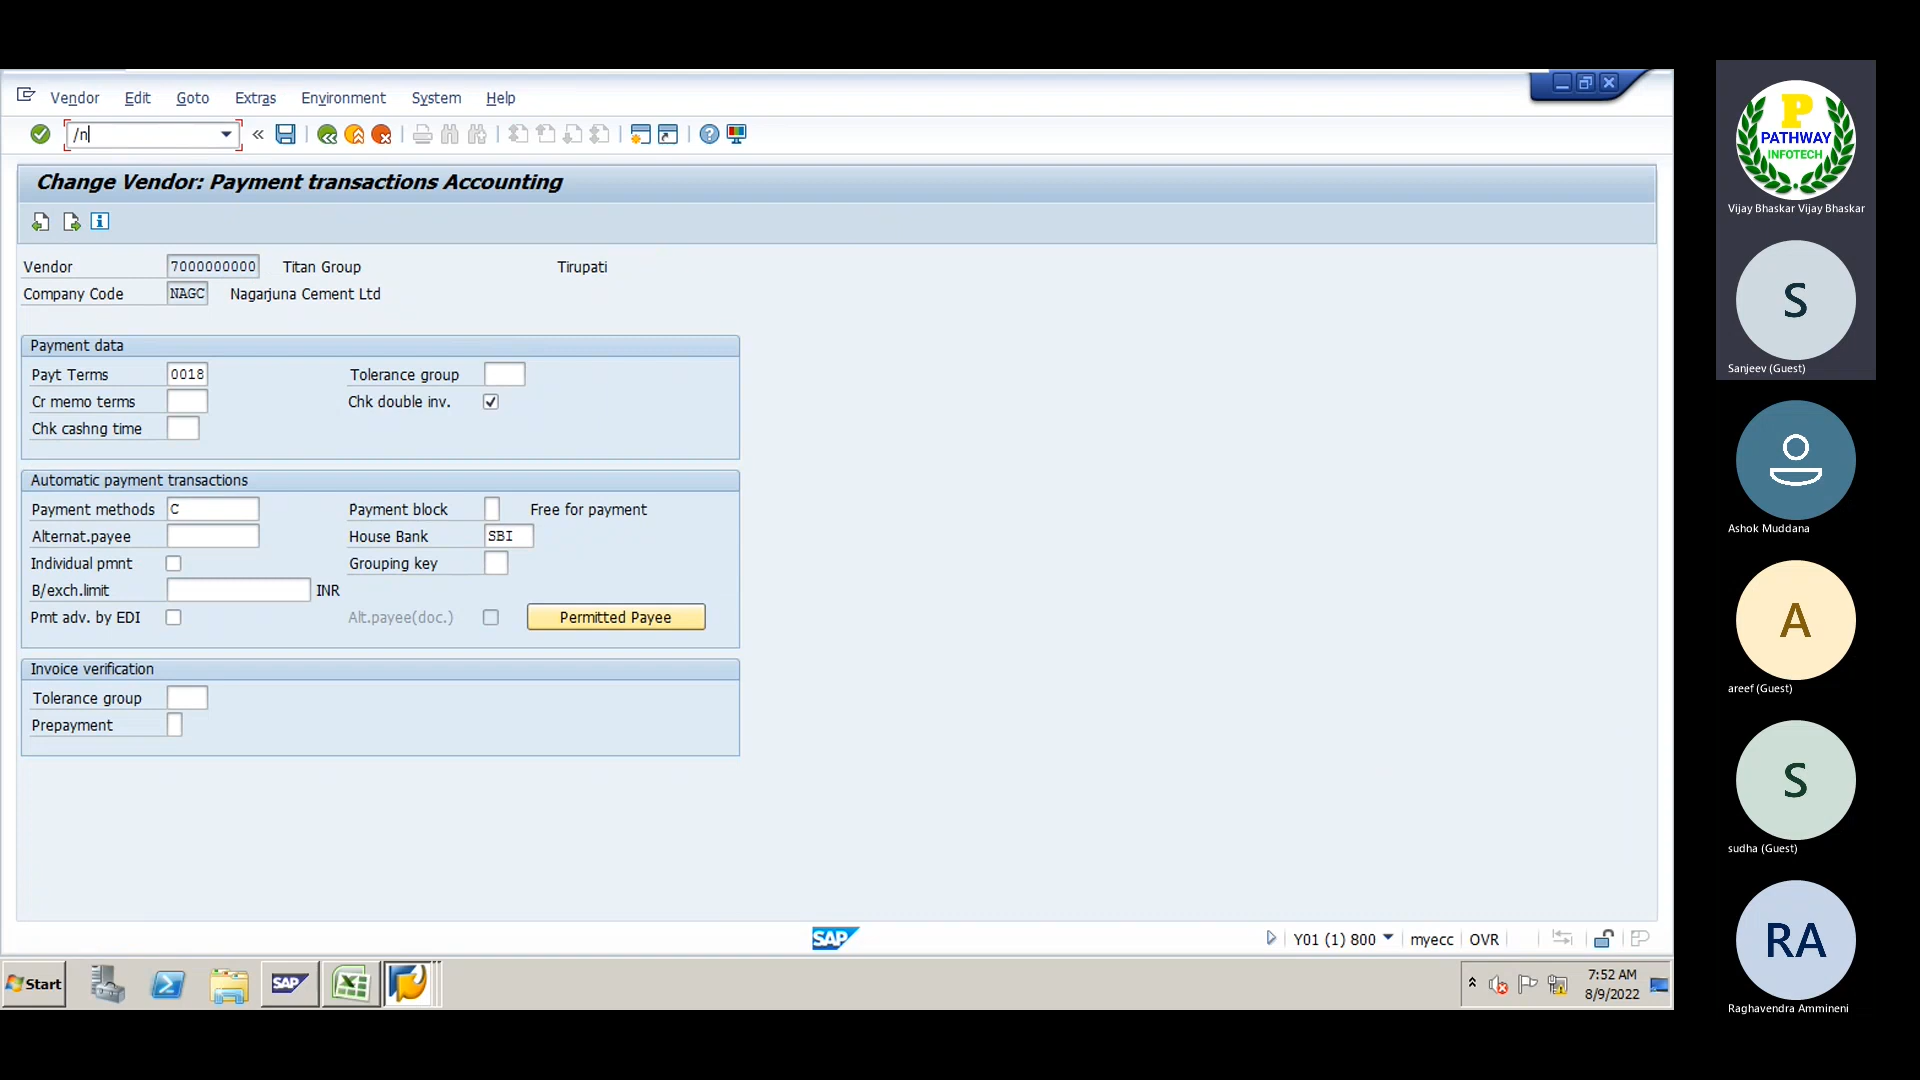 Vendor Edit Goto Extras Environment System Help
/n
Change Vendor: Payment transactions Accounting
Vendor 7000000000 Titan Group Tirupati
Company Code NAGC Nagarjuna Cement Ltd
Payment data
Payt Terms 0018 Tolerance group
Cr memo terms Chk double inv.
Chk cashng time
Automatic payment transactions
Payment methods C Payment block Free for payment
Alternat.payee House Bank SBI
Individual pmnt Grouping key
B/exch.limit INR
Pmt adv. by EDI Alt.payee(doc.) Permitted Payee
Invoice verification
Tolerance group
Prepayment
SAP Y01 (1) 800 myecc OVR
Start SAP 7:52 AM
8/9/2022
P
PATHWAY
INFOTECH
Vijay Bhaskar Vijay Bhaskar
S
Sanjeev (Guest)
Ashok Muddana
A
areef (Guest)
S
sudha (Guest)
RA
Raghavendra Ammineni